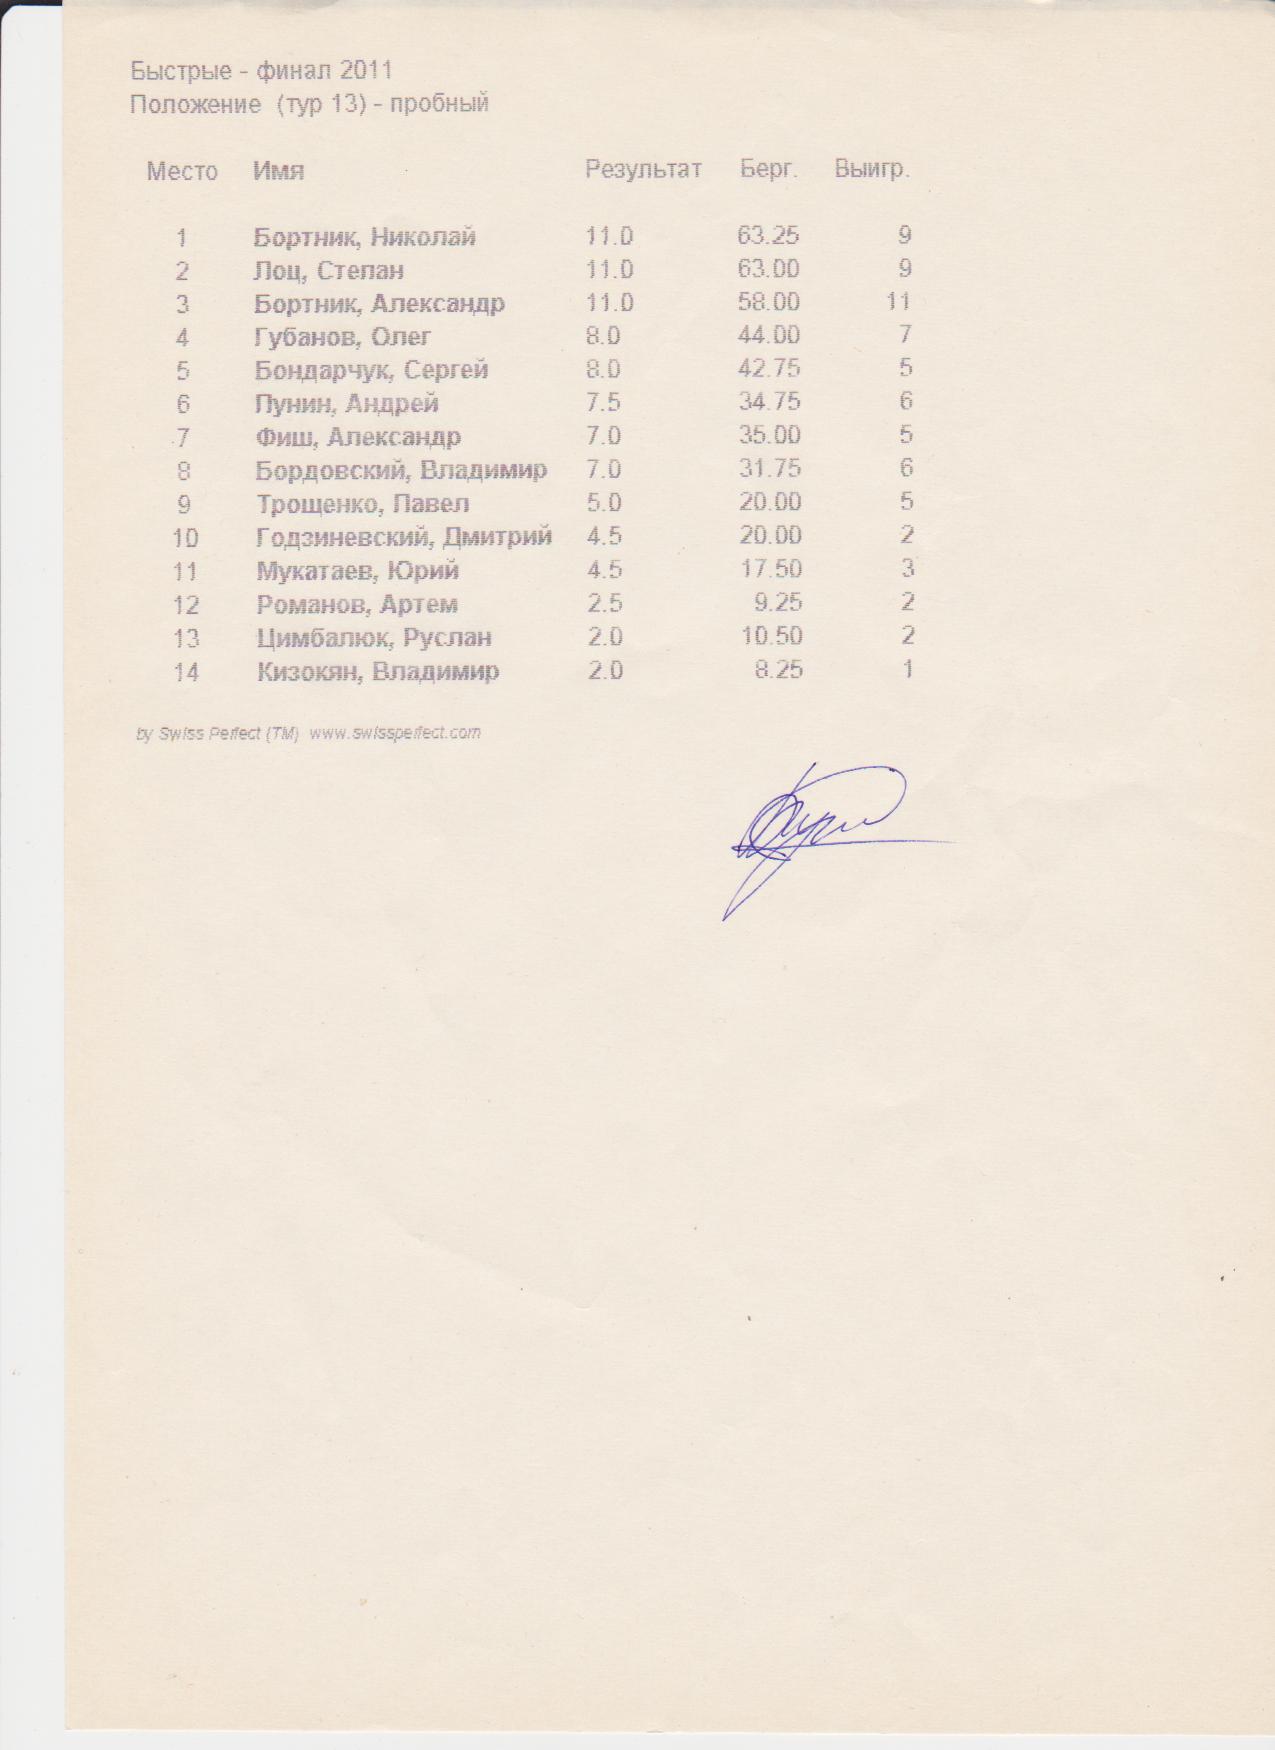 Быстрые - финал 2011
Положение (тур 13) - пробный
Место Имя Результат Берг. Выигр.
1 Бортник, Николай 11.0 63.25 9
2 Лоц, Степан 11.0 63.00 9
3 Бортник, Александр 11.0 58.00 11
4 Губанов, Олег 8.0 44.00 7
5 Бондарчук, Сергей 8.0 42.75 5
6 Пунин, Андрей 7.5 34.75 6
7 Фиш, Александр 7.0 35.00 5
8 Бордовский, Владимир 7.0 31.75 6
9 Трощенко, Павел 5.0 20.00 5
10 Годзиневский, Дмитрий 4.5 20.00 2
11 Мукатаев, Юрий 4.5 17.50 3
12 Романов, Артем 2.5 9.25 2
13 Цимбалюк, Руслан 2.0 10.50 2
14 Кизокян, Владимир 2.0 8.25 1
by Swiss Perfect (TM) www.swissperfect.com